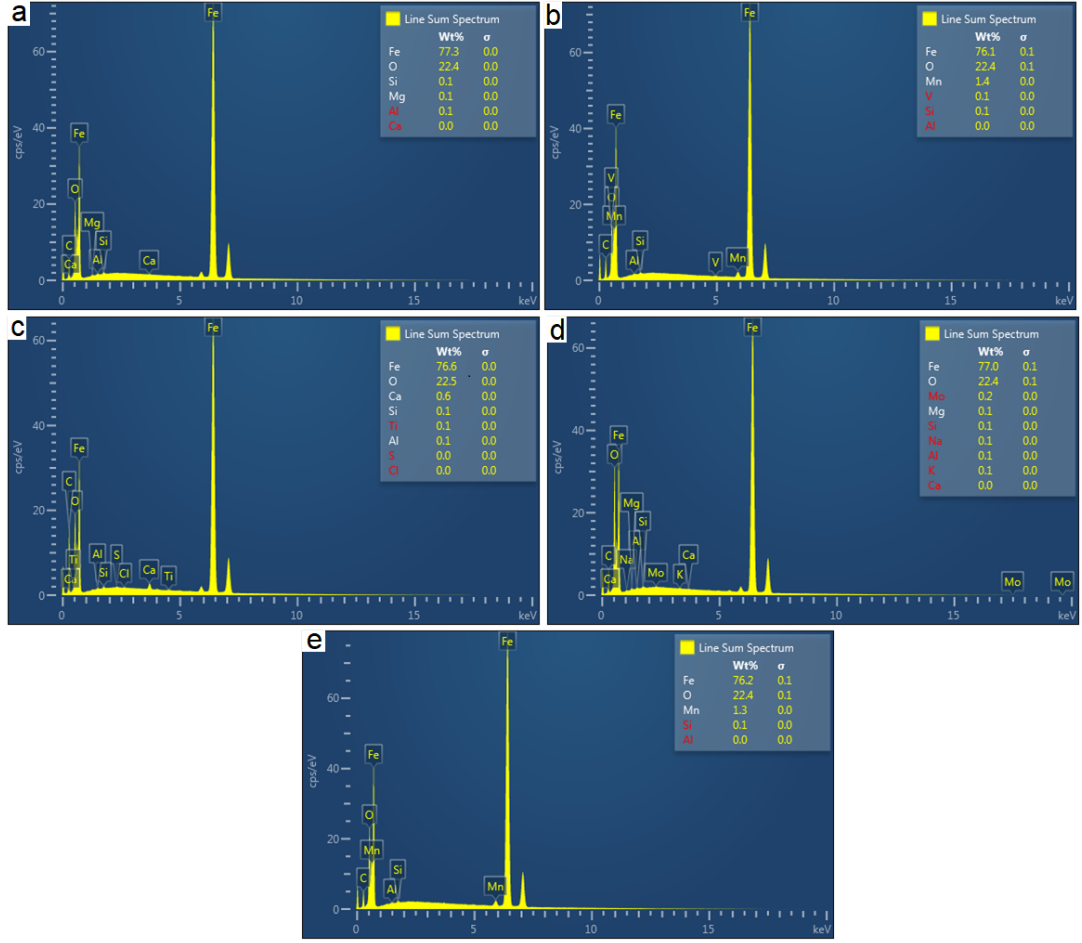 a
Fe
Line Sum Spectrum
Wt% σ
Fe 77.3 0.0
O 22.4 0.0
Si 0.1 0.0
Mg 0.1 0.0
Al 0.1 0.0
Ca 0.0 0.0
60
40
20
0
cps/eV
Fe
O
Mg
C
Si
Ca
Al
Ca
0 5 10 15 keV
b
Fe
Line Sum Spectrum
Wt% σ
Fe 76.1 0.1
O 22.4 0.1
Mn 1.4 0.0
V 0.1 0.0
Si 0.1 0.0
Al 0.0 0.0
60
40
20
0
cps/eV
Fe
V
O
Mn
C
Si
Al
V
Mn
0 5 10 15 keV
c
Fe
Line Sum Spectrum
Wt% σ
Fe 76.6 0.0
O 22.5 0.0
Ca 0.6 0.0
Si 0.1 0.0
Ti 0.1 0.0
Al 0.1 0.0
S 0.0 0.0
Cl 0.0 0.0
60
40
20
0
cps/eV
Fe
C
O
Ti
Al
S
Ca
Si
Cl
Ca
Ti
0 5 10 15 keV
d
Fe
Line Sum Spectrum
Wt% σ
Fe 77.0 0.1
O 22.4 0.1
Mo 0.2 0.0
Mg 0.1 0.0
Si 0.1 0.0
Na 0.1 0.0
Al 0.1 0.0
K 0.1 0.0
Ca 0.0 0.0
60
40
20
0
cps/eV
Fe
O
Mg
Si
C
Na
Ca
Ca
Mo
K
Mo
Mo
0 5 10 15 keV
e
Fe
Line Sum Spectrum
Wt% σ
Fe 76.2 0.1
O 22.4 0.1
Mn 1.3 0.0
Si 0.1 0.0
Al 0.0 0.0
60
40
20
0
cps/eV
Fe
O
Mn
C
Si
Al
Mn
0 5 10 15 keV